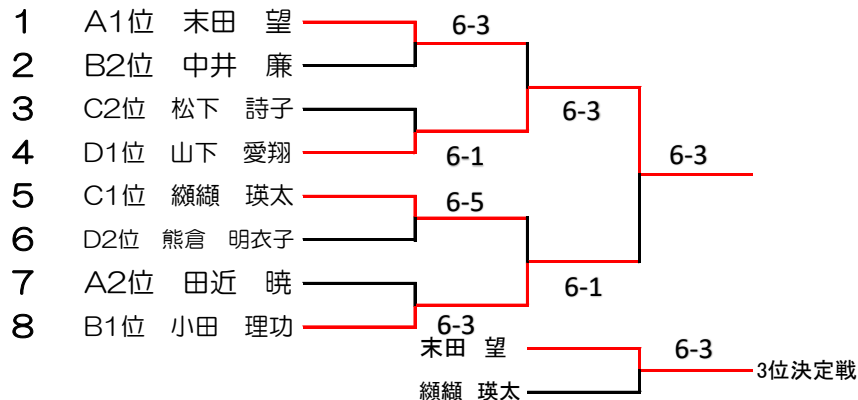 1 A1位 末田 望
6-3
2 B2位 中井 廉
3 C2位 松下 詩子
6-3
4 D1位 山下 愛翔
6-1
6-3
5 C1位 纐纈 瑛太
6-5
6 D2位 熊倉 明衣子
7 A2位 田近 暁
6-1
8 B1位 小田 理功
6-3
末田 望
6-3
3位決定戦
纐纈 瑛太